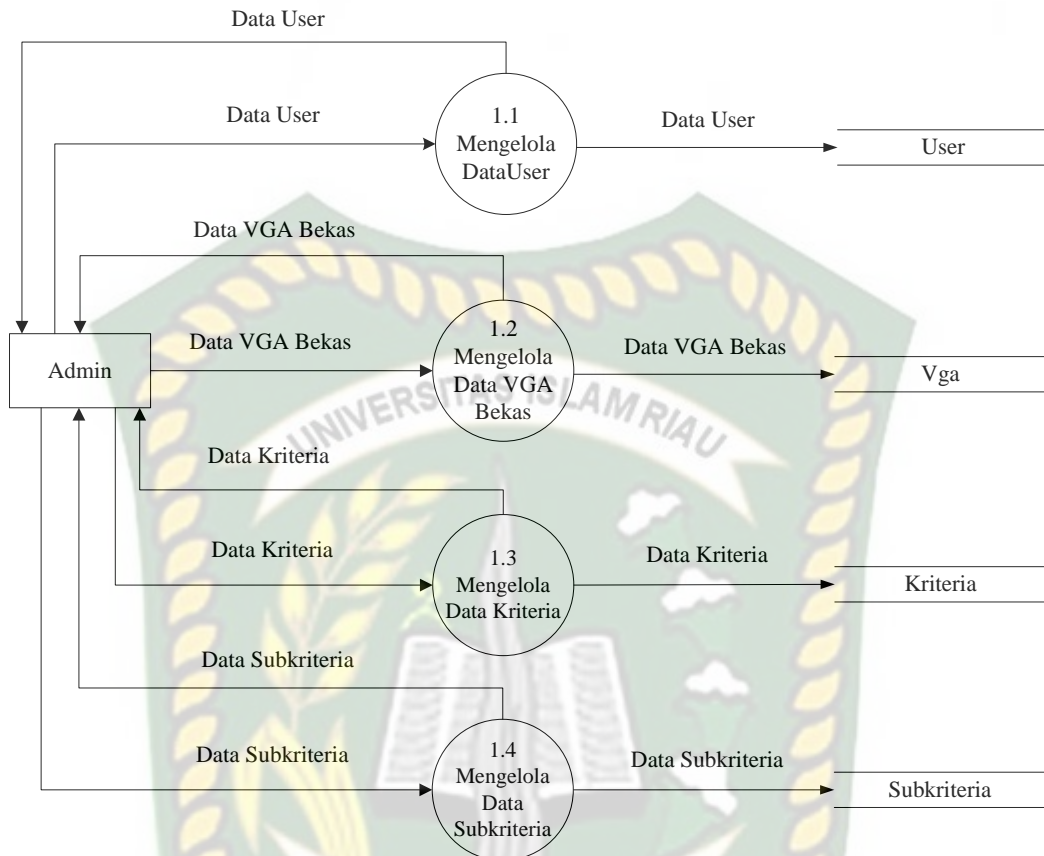 Data User
1.1
Mengelola
DataUser
Data User
Data User
User
Data VGA Bekas
1.2
Mengelola
Data VGA
Bekas
Data VGA Bekas
Data VGA Bekas
Vga
Admin
UNIVERSITAS ISLAM RIAU
Data Kriteria
1.3
Mengelola
Data Kriteria
Data Kriteria
Data Kriteria
Kriteria
Data Subkriteria
1.4
Mengelola
Data
Subkriteria
Data Subkriteria
Data Subkriteria
Subkriteria